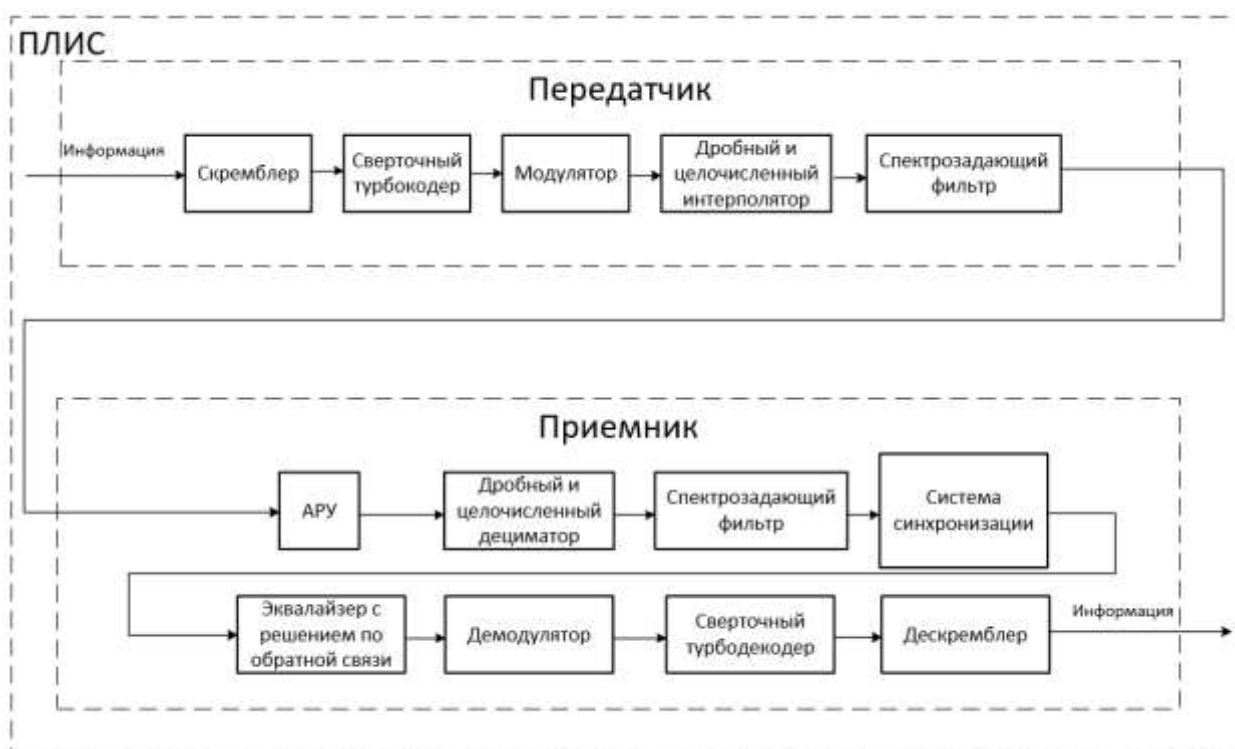 ПЛИС
Передатчик
Информация
Скремблер
Сверточный
турбокодер
Модулятор
Дробный и
целочисленный
интерполятор
Спектрозадающий
фильтр
Приемник
АРУ
Дробный и
целочисленный
дециматор
Спектрозадающий
фильтр
Система
синхронизации
Эквалайзер с
решением по
обратной связи
Демодулятор
Сверточный
турбодекодер
Дескремблер
Информация